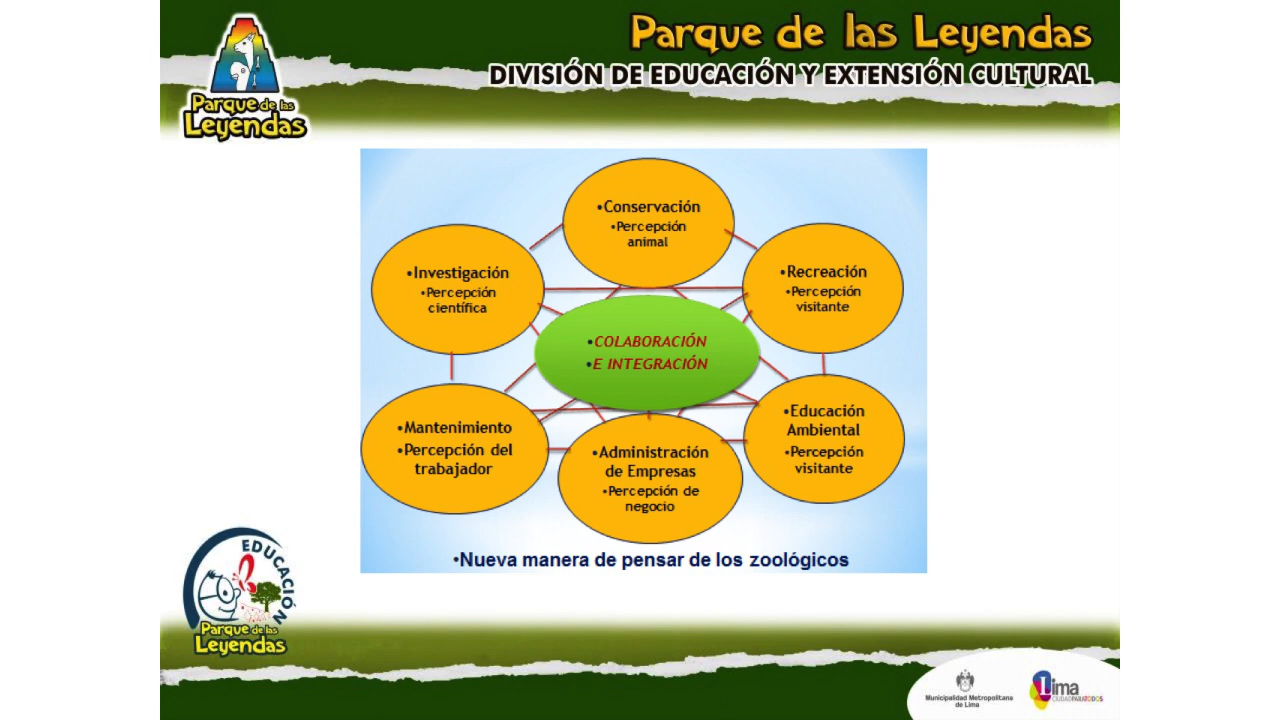 Parque de las Leyendas
DIVISIÓN DE EDUCACIÓN Y EXTENSIÓN CULTURAL
Parque de las
Leyendas
•Conservación
•Percepción
animal
•Investigación
•Percepción
científica
•Recreación
•Percepción
visitante
•COLABORACIÓN
•E INTEGRACIÓN
•Mantenimiento
•Percepción del
trabajador
•Administración
de Empresas
•Percepción de
negocio
•Educación
Ambiental
•Percepción
visitante
•Nueva manera de pensar de los zoológicos
EDUCACIÓN
Parque de las
Leyendas
Municipalidad Metropolitana
de Lima
Lima
CIUDADPARATODOS